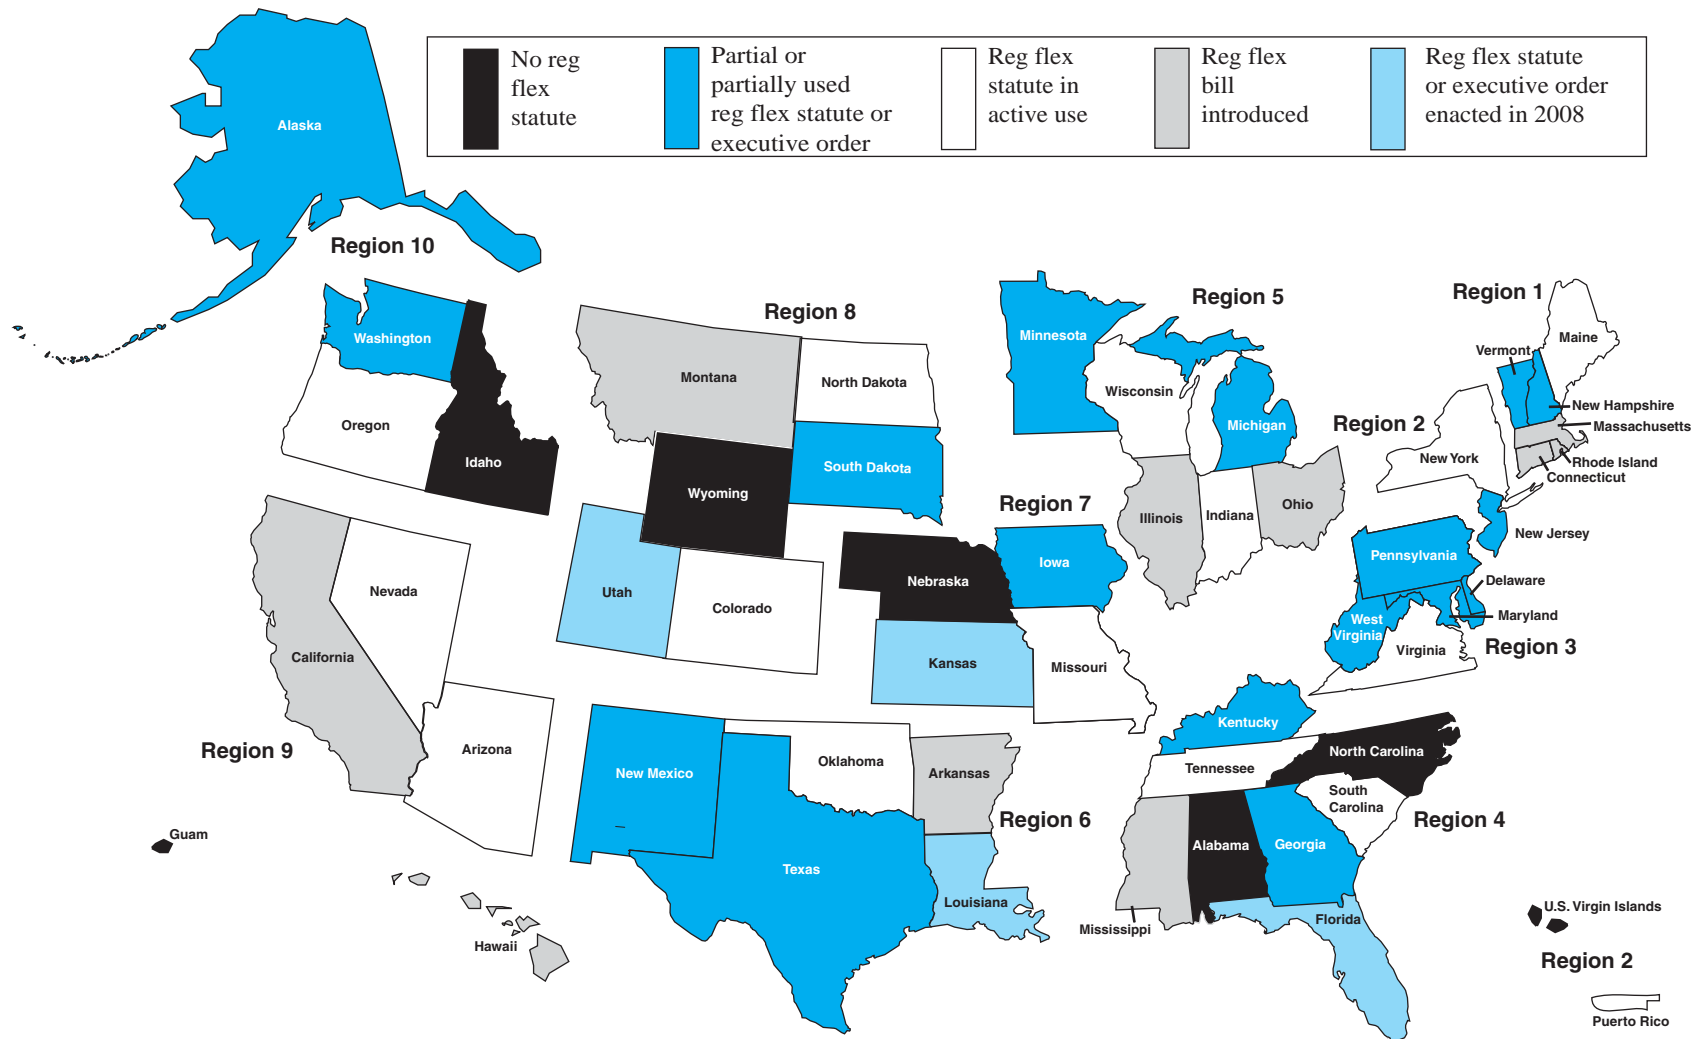 No reg
flex
statute
Partial or
partially used
reg flex statute or
executive order
Reg flex
statute in
active use
Reg flex
bill
introduced
Reg flex statute
or executive order
enacted in 2008
Alaska
Region 10
Washington
Oregon
Idaho
Region 8
Montana
North Dakota
South Dakota
Wyoming
Utah
Colorado
Region 5
Minnesota
Wisconsin
Michigan
Illinois
Indiana
Ohio
Region 1
Maine
Vermont
New Hampshire
Massachusetts
Rhode Island
Connecticut
Region 2
New York
New Jersey
Region 7
Nebraska
Iowa
Kansas
Missouri
Pennsylvania
Delaware
Maryland
West
Virginia
Virginia
Region 3
Region 9
California
Nevada
Arizona
Guam
Hawaii
New Mexico
Texas
Oklahoma
Arkansas
Louisiana
Region 6
Kentucky
Tennessee
North Carolina
South
Carolina
Region 4
Mississippi
Alabama
Georgia
Florida
U.S. Virgin Islands
Region 2
Puerto Rico